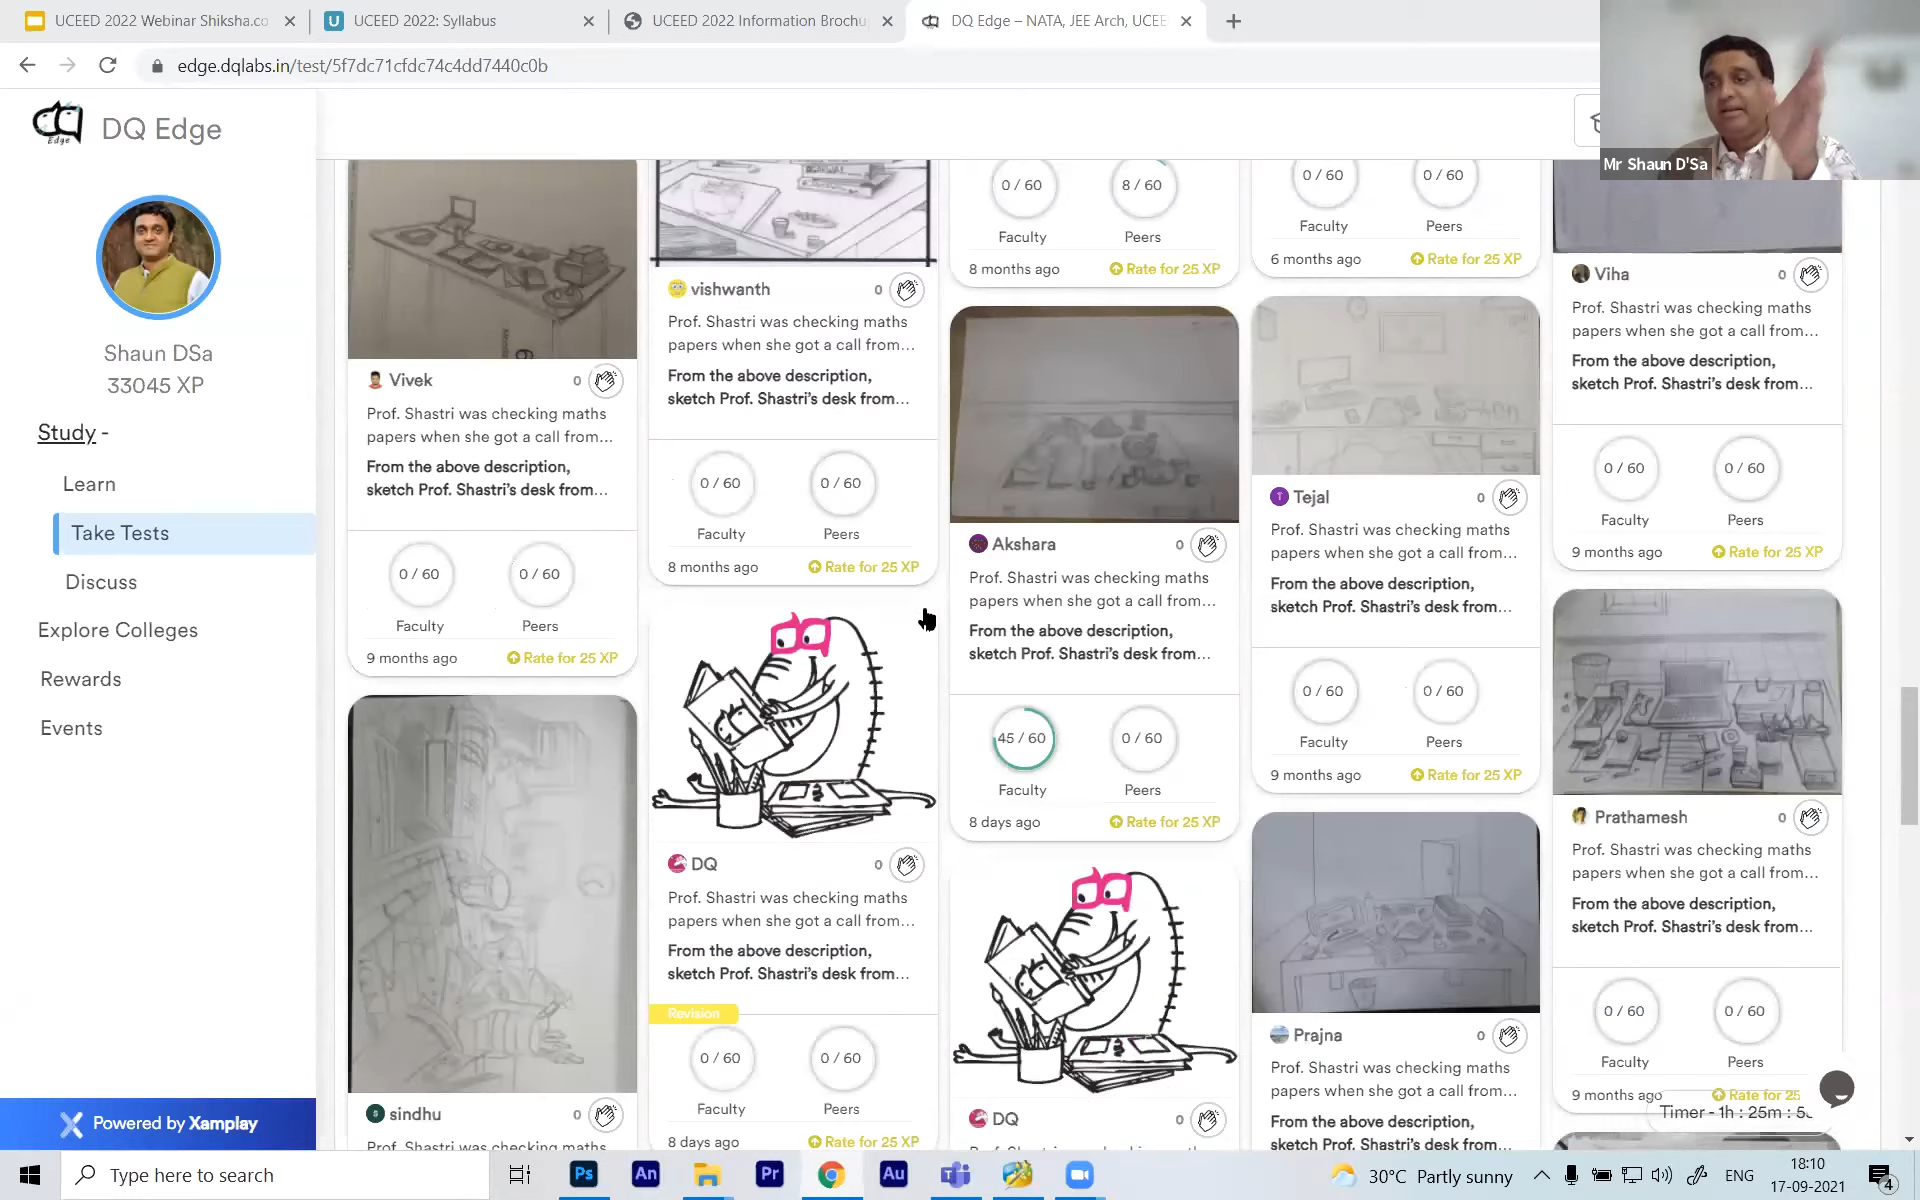 UCEED 2022 Webinar Shiksha.co
UCEED 2022: Syllabus
UCEED 2022 Information Brochu
DQ Edge – NATA, JEE Arch, UCEE
edge.dqlabs.in/test/5f7dc71cfdc74c4dd7440c0b
Mr Shaun D'Sa
Edge
DQ Edge
Shaun DSa
33045 XP
Study -
Learn
Take Tests
Discuss
Explore Colleges
Rewards
Events
Powered by Xamplay
Vivek
0
Prof. Shastri was checking maths
papers when she got a call from...
From the above description,
sketch Prof. Shastri's desk from...
0 / 60
0 / 60
Faculty
Peers
9 months ago
Rate for 25 XP
sindhu
0
Prof. Shastri was checking maths
vishwanth
0
Prof. Shastri was checking maths
papers when she got a call from...
From the above description,
sketch Prof. Shastri's desk from...
0 / 60
0 / 60
Faculty
Peers
8 months ago
Rate for 25 XP
DQ
0
Prof. Shastri was checking maths
papers when she got a call from...
From the above description,
sketch Prof. Shastri's desk from...
Revision
0 / 60
0 / 60
Faculty
Peers
8 days ago
Rate for 25 XP
0 / 60
8 / 60
Faculty
Peers
8 months ago
Rate for 25 XP
Akshara
0
Prof. Shastri was checking maths
papers when she got a call from...
From the above description,
sketch Prof. Shastri's desk from...
45 / 60
0 / 60
Faculty
Peers
8 days ago
Rate for 25 XP
DQ
0
0 / 60
0 / 60
Faculty
Peers
6 months ago
Rate for 25 XP
T
Tejal
0
Prof. Shastri was checking maths
papers when she got a call from...
From the above description,
sketch Prof. Shastri's desk from...
0 / 60
0 / 60
Faculty
Peers
9 months ago
Rate for 25 XP
Prajna
0
Prof. Shastri was checking maths
papers when she got a call from...
From the above description,
sketch Prof. Shastri's desk from...
Viha
0
Prof. Shastri was checking maths
papers when she got a call from...
From the above description,
sketch Prof. Shastri's desk from...
0 / 60
0 / 60
Faculty
Peers
9 months ago
Rate for 25 XP
Prathamesh
0
Prof. Shastri was checking maths
papers when she got a call from...
From the above description,
sketch Prof. Shastri's desk from...
0 / 60
0 / 60
Faculty
Peers
9 months ago
Rate for 25
Timer - 1h : 25m :
Type here to search
Ps
An
Pr
Au
30°C Partly sunny
ENG
18:10
17-09-2021
4